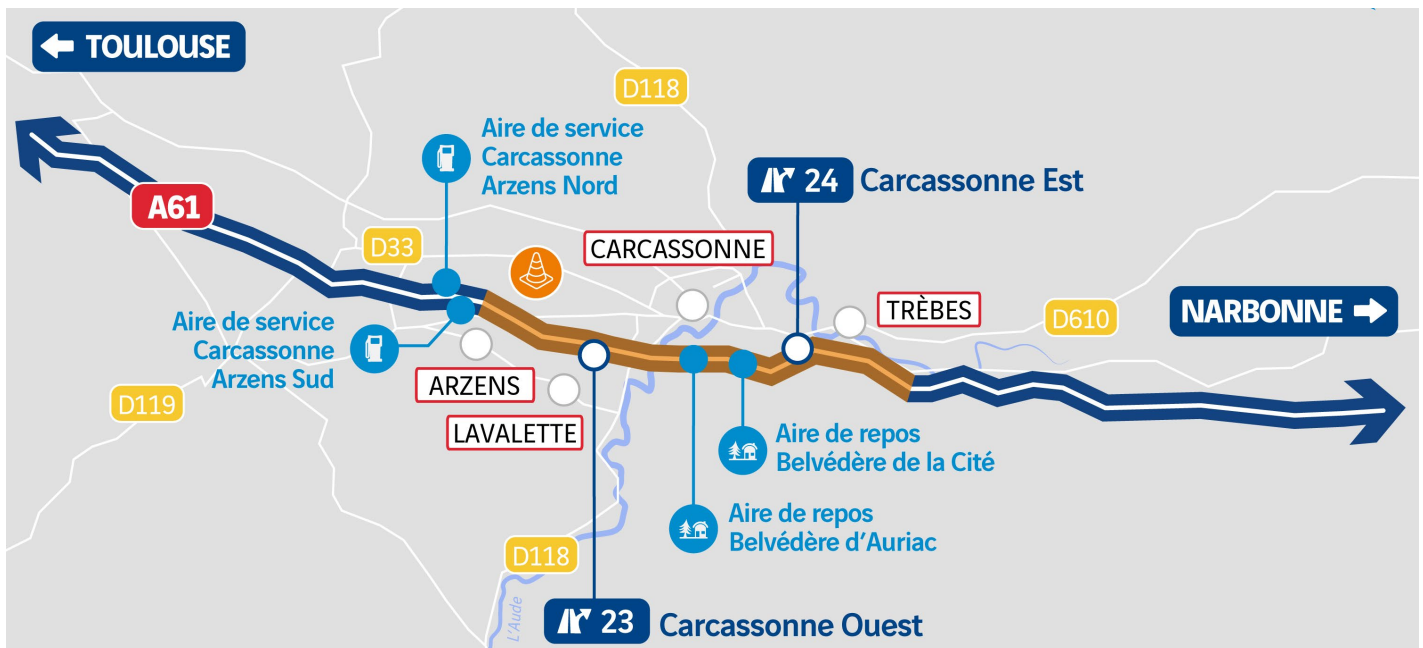 TOULOUSE
D118
Aire de service
Carcassonne
Arzens Nord
24 Carcassonne Est
A61
D33
CARCASSONNE
TRÈBES
NARBONNE
D610
Aire de service
Carcassonne
Arzens Sud
ARZENS
D119
LAVALETTE
Aire de repos
Belvédère de la Cité
Aire de repos
Belvédère d'Auriac
D118
L'Aude
23 Carcassonne Ouest